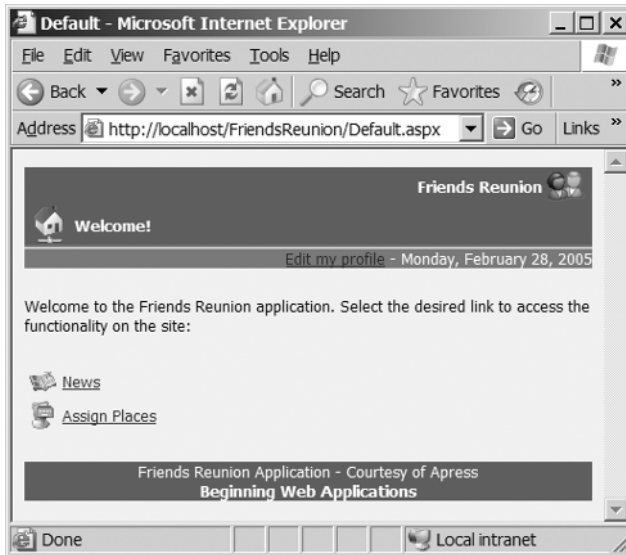 Default - Microsoft Internet Explorer
File Edit View Favorites Tools Help
Back Search Favorites »
Address http://localhost/FriendsReunion/Default.aspx Go Links »
Friends Reunion
Welcome!
Edit my profile - Monday, February 28, 2005
Welcome to the Friends Reunion application. Select the desired link to access the
functionality on the site:
News
Assign Places
Friends Reunion Application - Courtesy of Apress
Beginning Web Applications
Done Local intranet